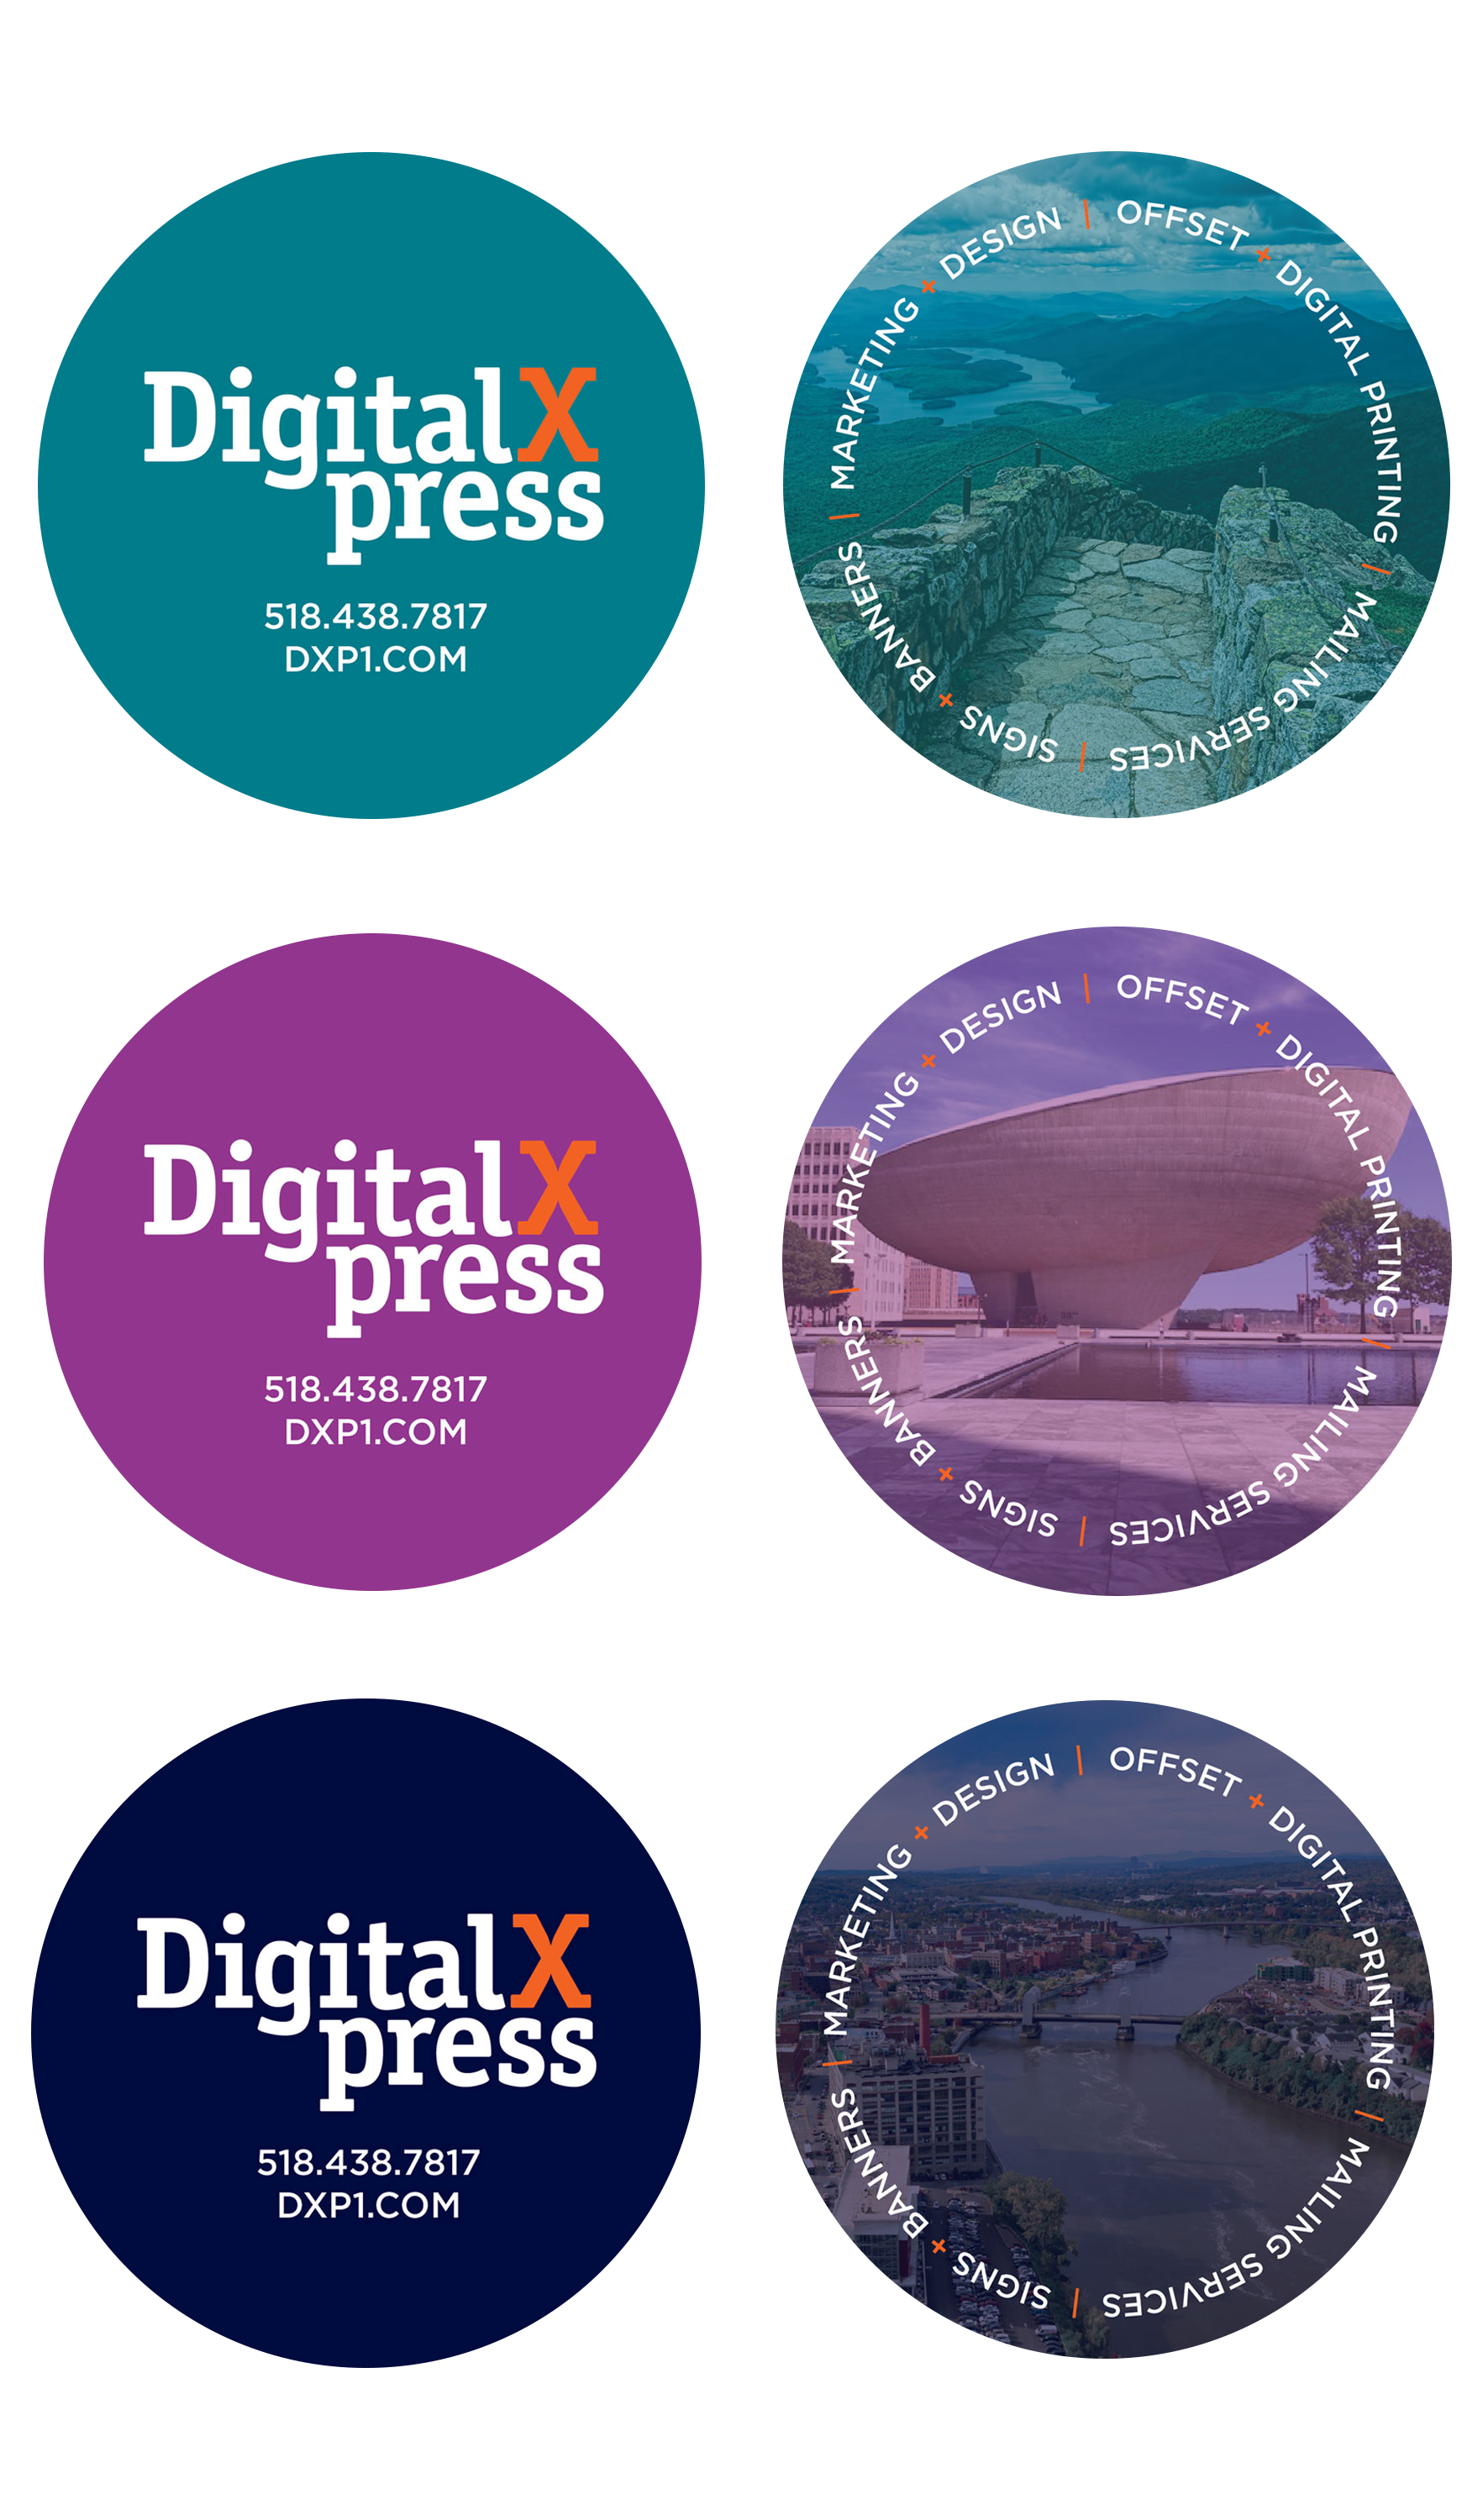 DigitalX
press
518.438.7817
DXP1.COM
MARKETING + DESIGN | OFFSET + DIGITAL PRINTING | MAILING SERVICES | SIGNS + BANNERS |
DigitalX
press
518.438.7817
DXP1.COM
MARKETING + DESIGN | OFFSET + DIGITAL PRINTING | MAILING SERVICES | SIGNS + BANNERS |
DigitalX
press
518.438.7817
DXP1.COM
MARKETING + DESIGN | OFFSET + DIGITAL PRINTING | MAILING SERVICES | SIGNS + BANNERS |